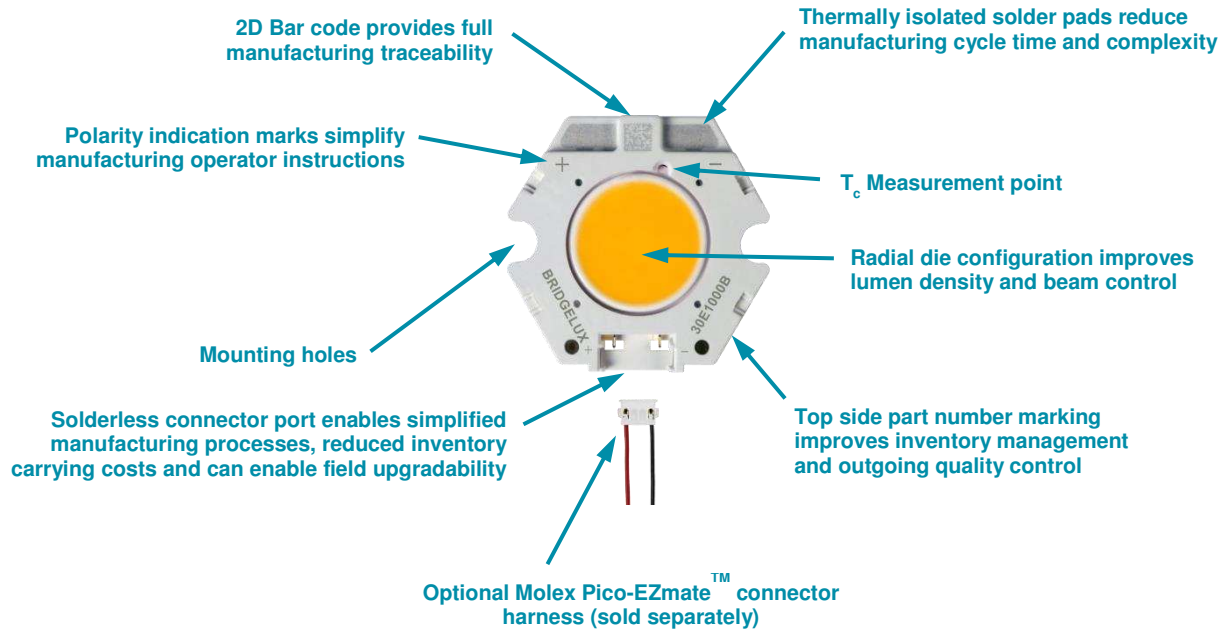 2D Bar code provides full
manufacturing traceability
Thermally isolated solder pads reduce
manufacturing cycle time and complexity
Polarity indication marks simplify
manufacturing operator instructions
+
−
Tc Measurement point
Radial die configuration improves
lumen density and beam control
BRIDGELUX
30E1000B
Mounting holes
+
−
Solderless connector port enables simplified
manufacturing processes, reduced inventory
carrying costs and can enable field upgradability
Top side part number marking
improves inventory management
and outgoing quality control
Optional Molex Pico-EZmate™ connector
harness (sold separately)